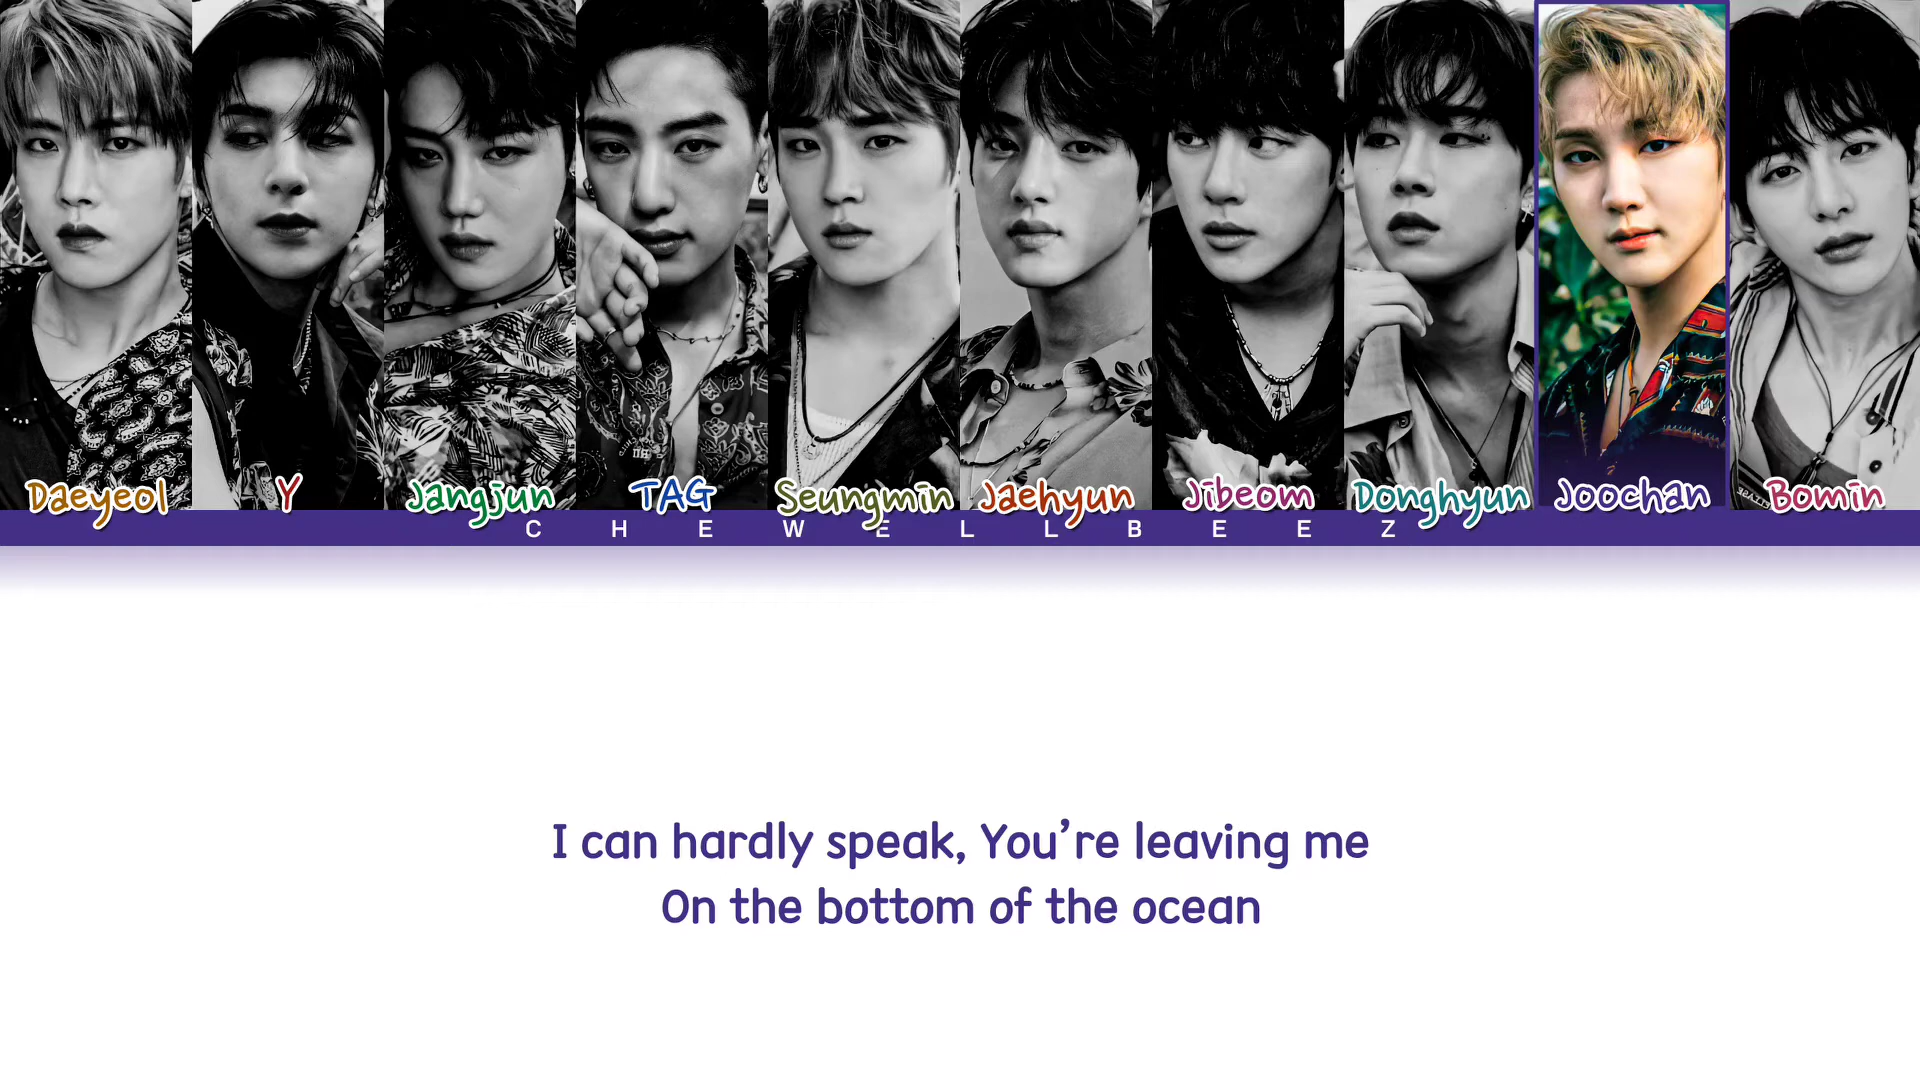 Daeyeol Y Jangjun TAG Seungmin Jaehyun Jibeom Donghyun Joochan Bomin
CHEWELLBEEZ
I can hardly speak, You’re leaving me
On the bottom of the ocean